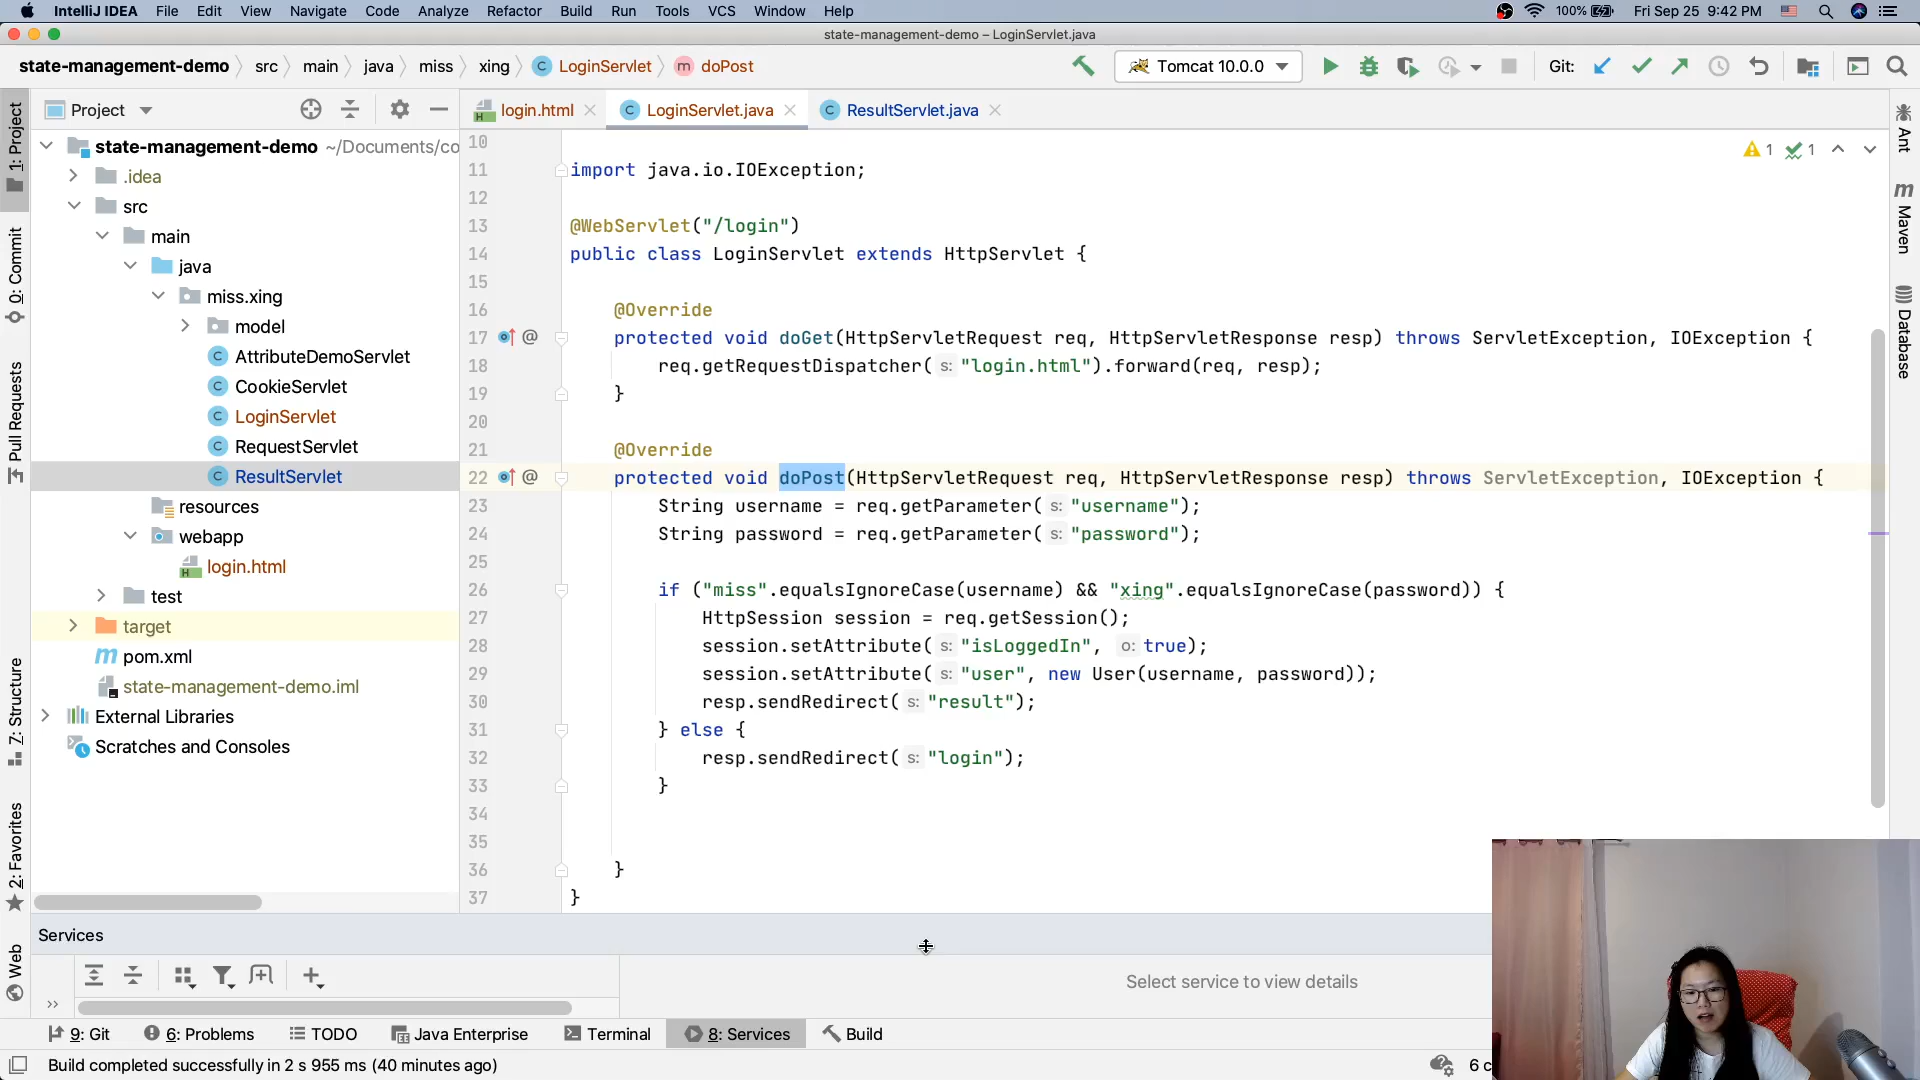 IntelliJ IDEA File Edit View Navigate Code Analyze Refactor Build Run Tools VCS Window Help 100% Fri Sep 25 9:42 PM
state-management-demo – LoginServlet.java
state-management-demo src main java miss xing LoginServlet doPost Tomcat 10.0.0 Git:
Project
login.html LoginServlet.java ResultServlet.java
1: Project
0: Commit
Pull Requests
Z: Structure
2: Favorites
Web
state-management-demo ~/Documents/co
.idea
src
main
java
miss.xing
model
AttributeDemoServlet
CookieServlet
LoginServlet
RequestServlet
ResultServlet
resources
webapp
login.html
test
target
pom.xml
state-management-demo.iml
External Libraries
Scratches and Consoles
1 1
10
11 import java.io.IOException;
12
13 @WebServlet("/login")
14 public class LoginServlet extends HttpServlet {
15
16 @Override
17 @ protected void doGet(HttpServletRequest req, HttpServletResponse resp) throws ServletException, IOException {
18 req.getRequestDispatcher( s: "login.html").forward(req, resp);
19 }
20
21 @Override
22 @ protected void doPost(HttpServletRequest req, HttpServletResponse resp) throws ServletException, IOException {
23 String username = req.getParameter( s: "username");
24 String password = req.getParameter( s: "password");
25
26 if ("miss".equalsIgnoreCase(username) && "xing".equalsIgnoreCase(password)) {
27 HttpSession session = req.getSession();
28 session.setAttribute( s: "isLoggedIn", o: true);
29 session.setAttribute( s: "user", new User(username, password));
30 resp.sendRedirect( s: "result");
31 } else {
32 resp.sendRedirect( s: "login");
33 }
34
35
36 }
37 }
Ant
Maven
Database
Services
Select service to view details
9: Git 6: Problems TODO Java Enterprise Terminal 8: Services Build
Build completed successfully in 2 s 955 ms (40 minutes ago) 6 c